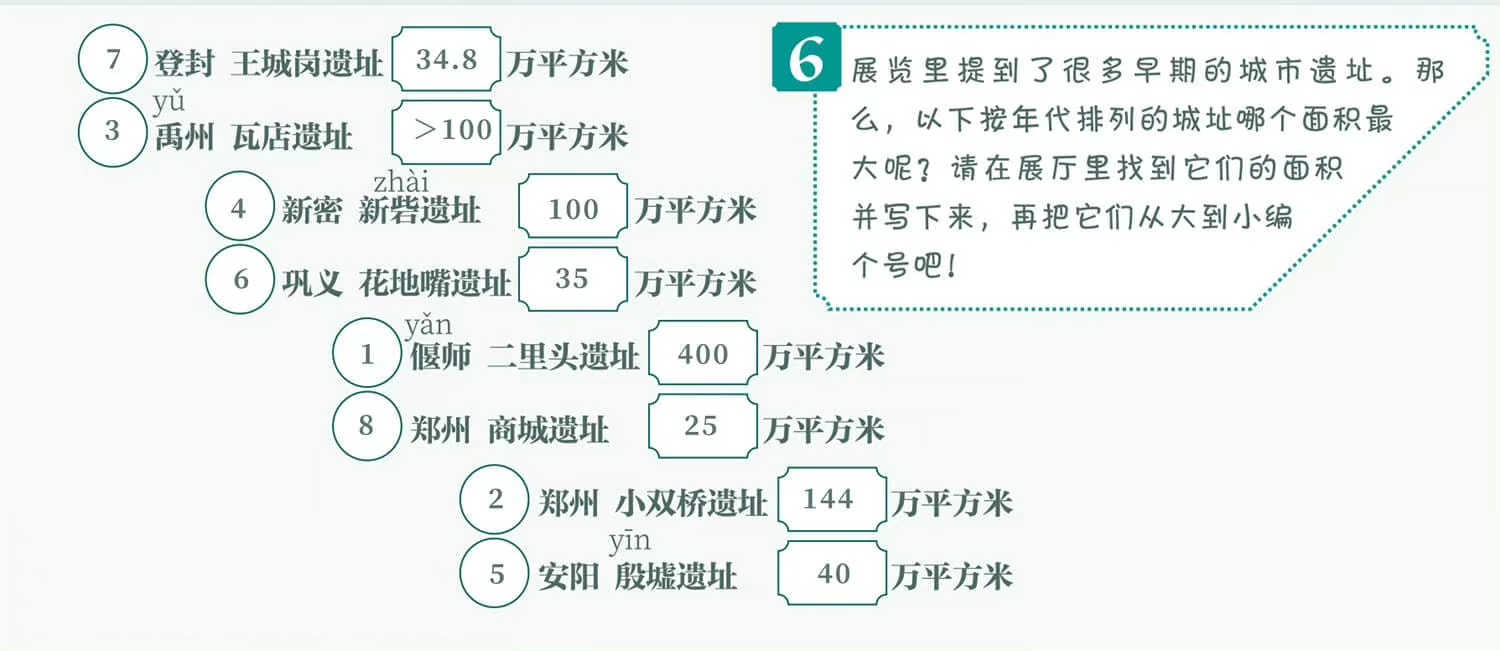 7 登封 王城岗遗址 34.8 万平方米
yǔ
3 禹州 瓦店遗址 >100 万平方米
zhài
4 新密 新砦遗址 100 万平方米
6 巩义 花地嘴遗址 35 万平方米
yǎn
1 偃师 二里头遗址 400 万平方米
8 郑州 商城遗址 25 万平方米
2 郑州 小双桥遗址 144 万平方米
yīn
5 安阳 殷墟遗址 40 万平方米
6
展览里提到了很多早期的城市遗址。那
么，以下按年代排列的城址哪个面积最
大呢？请在展厅里找到它们的面积
并写下来，再把它们从大到小编
个号吧！